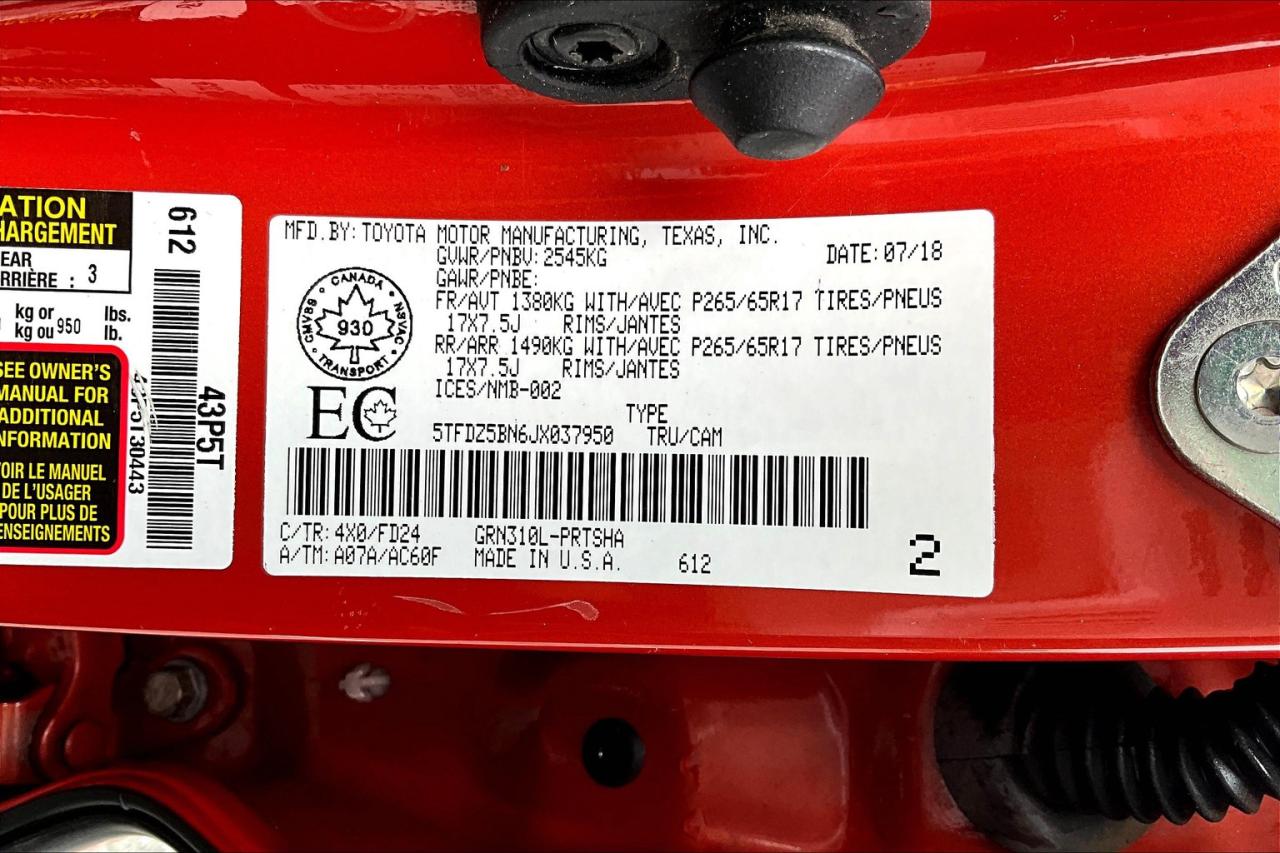 ATION
HARGEMENT
EAR
RRIÈRE : 3
kg or lbs.
kg ou 950 lb.
SEE OWNER'S
MANUAL FOR
ADDITIONAL
NFORMATION
OIR LE MANUEL
DE L'USAGER
POUR PLUS DE
ENSEIGNEMENTS
612
43P5T
MFD.BY:TOYOTA MOTOR MANUFACTURING, TEXAS, INC.
GVWR/PNBV:2545KG DATE:07/18
GAWR/PNBE:
FR/AVT 1380KG WITH/AVEC P265/65R17 TIRES/PNEUS
17X7.5J RIMS/JANTES
RR/ARR 1490KG WITH/AVEC P265/65R17 TIRES/PNEUS
17X7.5J RIMS/JANTES
ICES/NMB-002
CANADA
CMVSS NSVAC
930
TRANSPORT
EC
TYPE
5TFDZ5BN6JX037950 TRU/CAM
C/TR:4X0/FD24 GRN310L-PRTSHA
A/TM:A07A/AC60F MADE IN U.S.A. 612
2